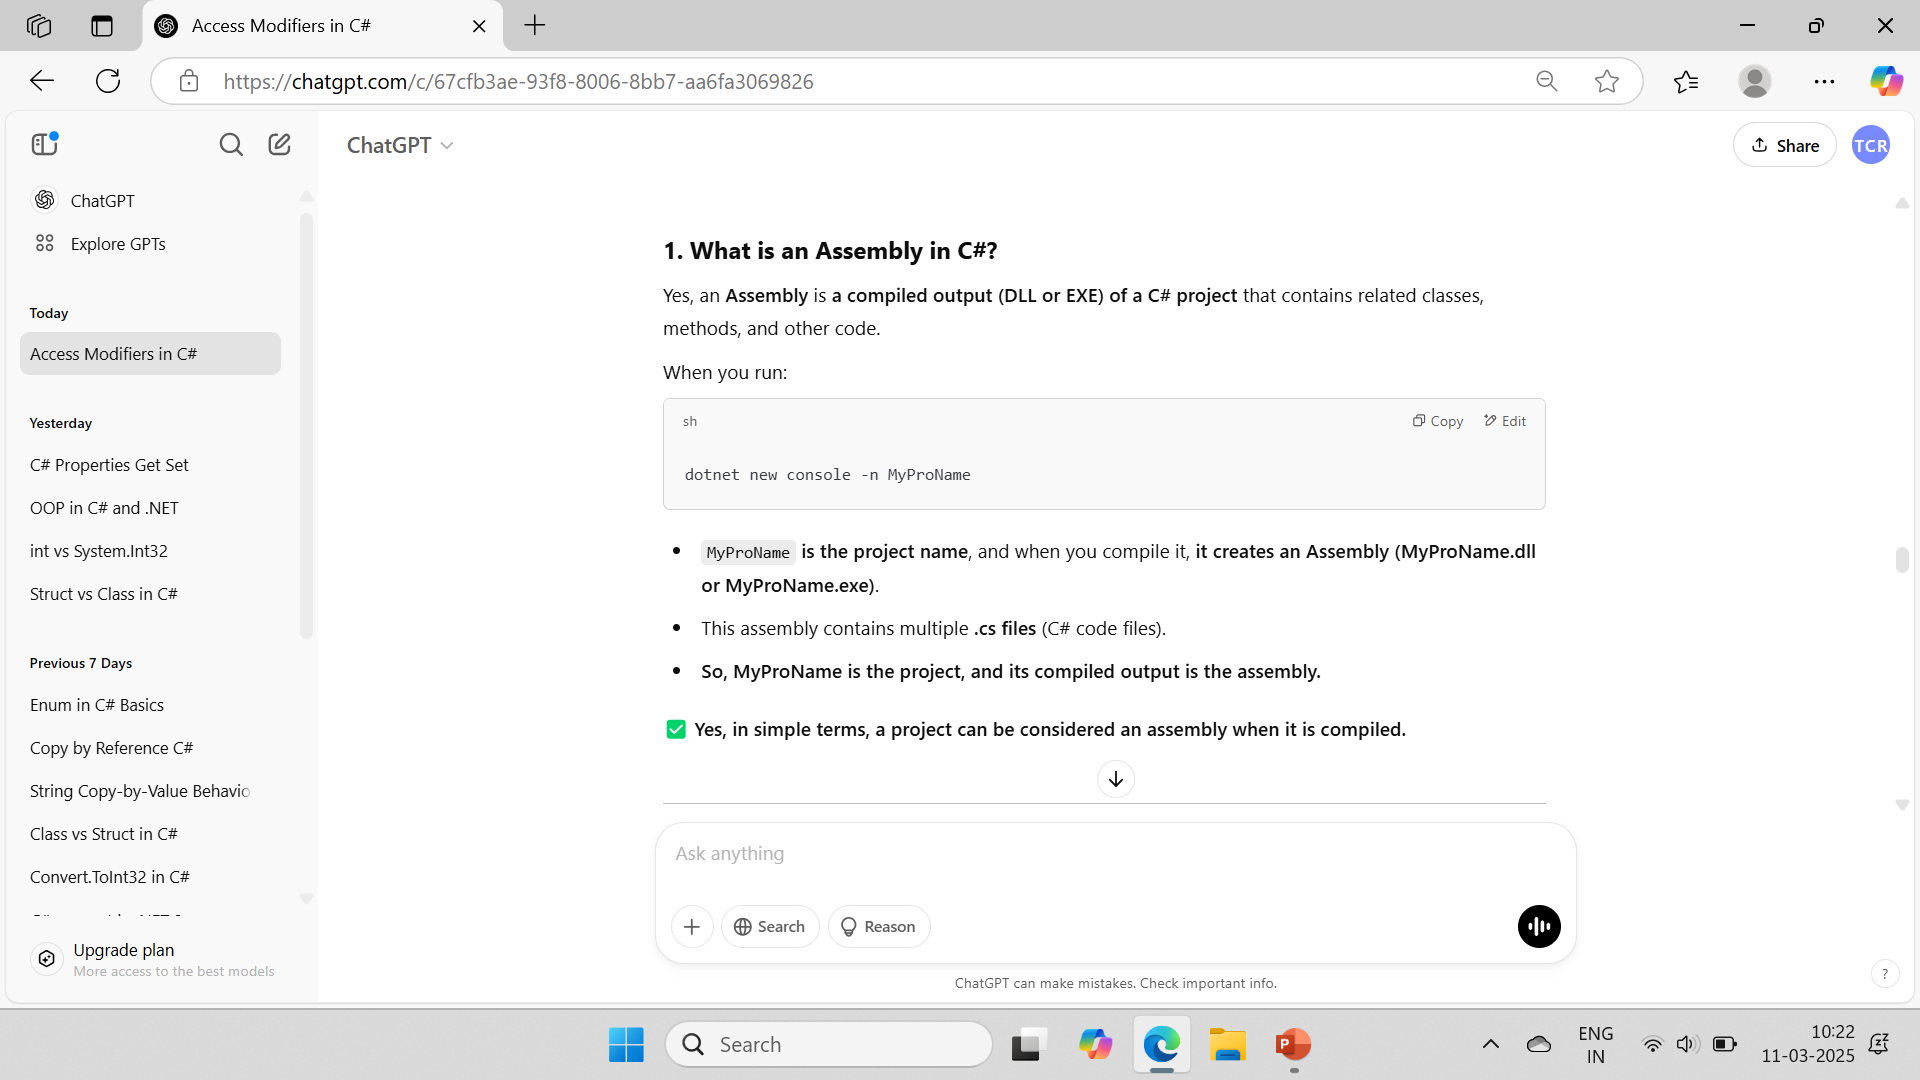 Access Modifiers in C#
https://chatgpt.com/c/67cfb3ae-93f8-8006-8bb7-aa6fa3069826
ChatGPT
Share
TCR
ChatGPT
Explore GPTs
Today
Access Modifiers in C#
Yesterday
C# Properties Get Set
OOP in C# and .NET
int vs System.Int32
Struct vs Class in C#
Previous 7 Days
Enum in C# Basics
Copy by Reference C#
String Copy-by-Value Behavio
Class vs Struct in C#
Convert.ToInt32 in C#
Upgrade plan
More access to the best models
1. What is an Assembly in C#?
Yes, an Assembly is a compiled output (DLL or EXE) of a C# project that contains related classes,
methods, and other code.
When you run:
sh
Copy
Edit
dotnet new console -n MyProName
MyProName is the project name, and when you compile it, it creates an Assembly (MyProName.dll
or MyProName.exe).
This assembly contains multiple .cs files (C# code files).
So, MyProName is the project, and its compiled output is the assembly.
Yes, in simple terms, a project can be considered an assembly when it is compiled.
Ask anything
Search
Reason
ChatGPT can make mistakes. Check important info.
?
Search
ENG
IN
10:22
11-03-2025